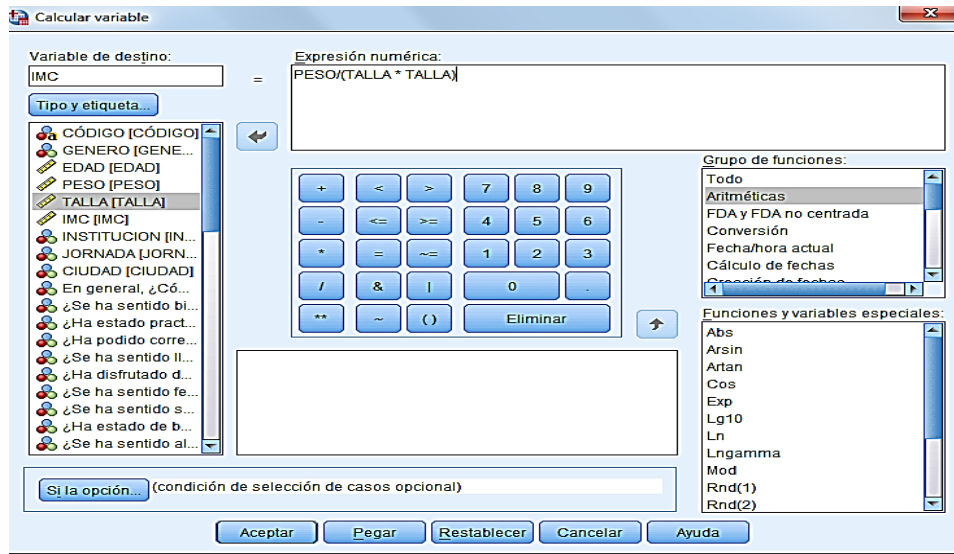 Calcular variable
Variable de destino:
IMC
=
Expresión numérica:
PESO/(TALLA * TALLA)
Tipo y etiqueta...
CÓDIGO [CÓDIGO]
GENERO [GENE...
EDAD [EDAD]
PESO [PESO]
TALLA [TALLA]
IMC [IMC]
INSTITUCION [IN...
JORNADA [JORN...
CIUDAD [CIUDAD]
En general, ¿Có...
¿Se ha sentido bi...
¿Ha estado pract...
¿Ha podido corre...
¿Se ha sentido ll...
¿Ha disfrutado d...
¿Se ha sentido fe...
¿Se ha sentido s...
¿Ha estado de b...
¿Se ha sentido al...
+ < > 7 8 9
- <= >= 4 5 6
* = ~= 1 2 3
/ & | 0 .
** ~ ( ) Eliminar
Grupo de funciones:
Todo
Aritméticas
FDA y FDA no centrada
Conversión
Fecha/hora actual
Cálculo de fechas
Creación de fechas
Funciones y variables especiales:
Abs
Arsin
Artan
Cos
Exp
Lg10
Ln
Lngamma
Mod
Rnd(1)
Rnd(2)
Si la opción... (condición de selección de casos opcional)
Aceptar Pegar Restablecer Cancelar Ayuda